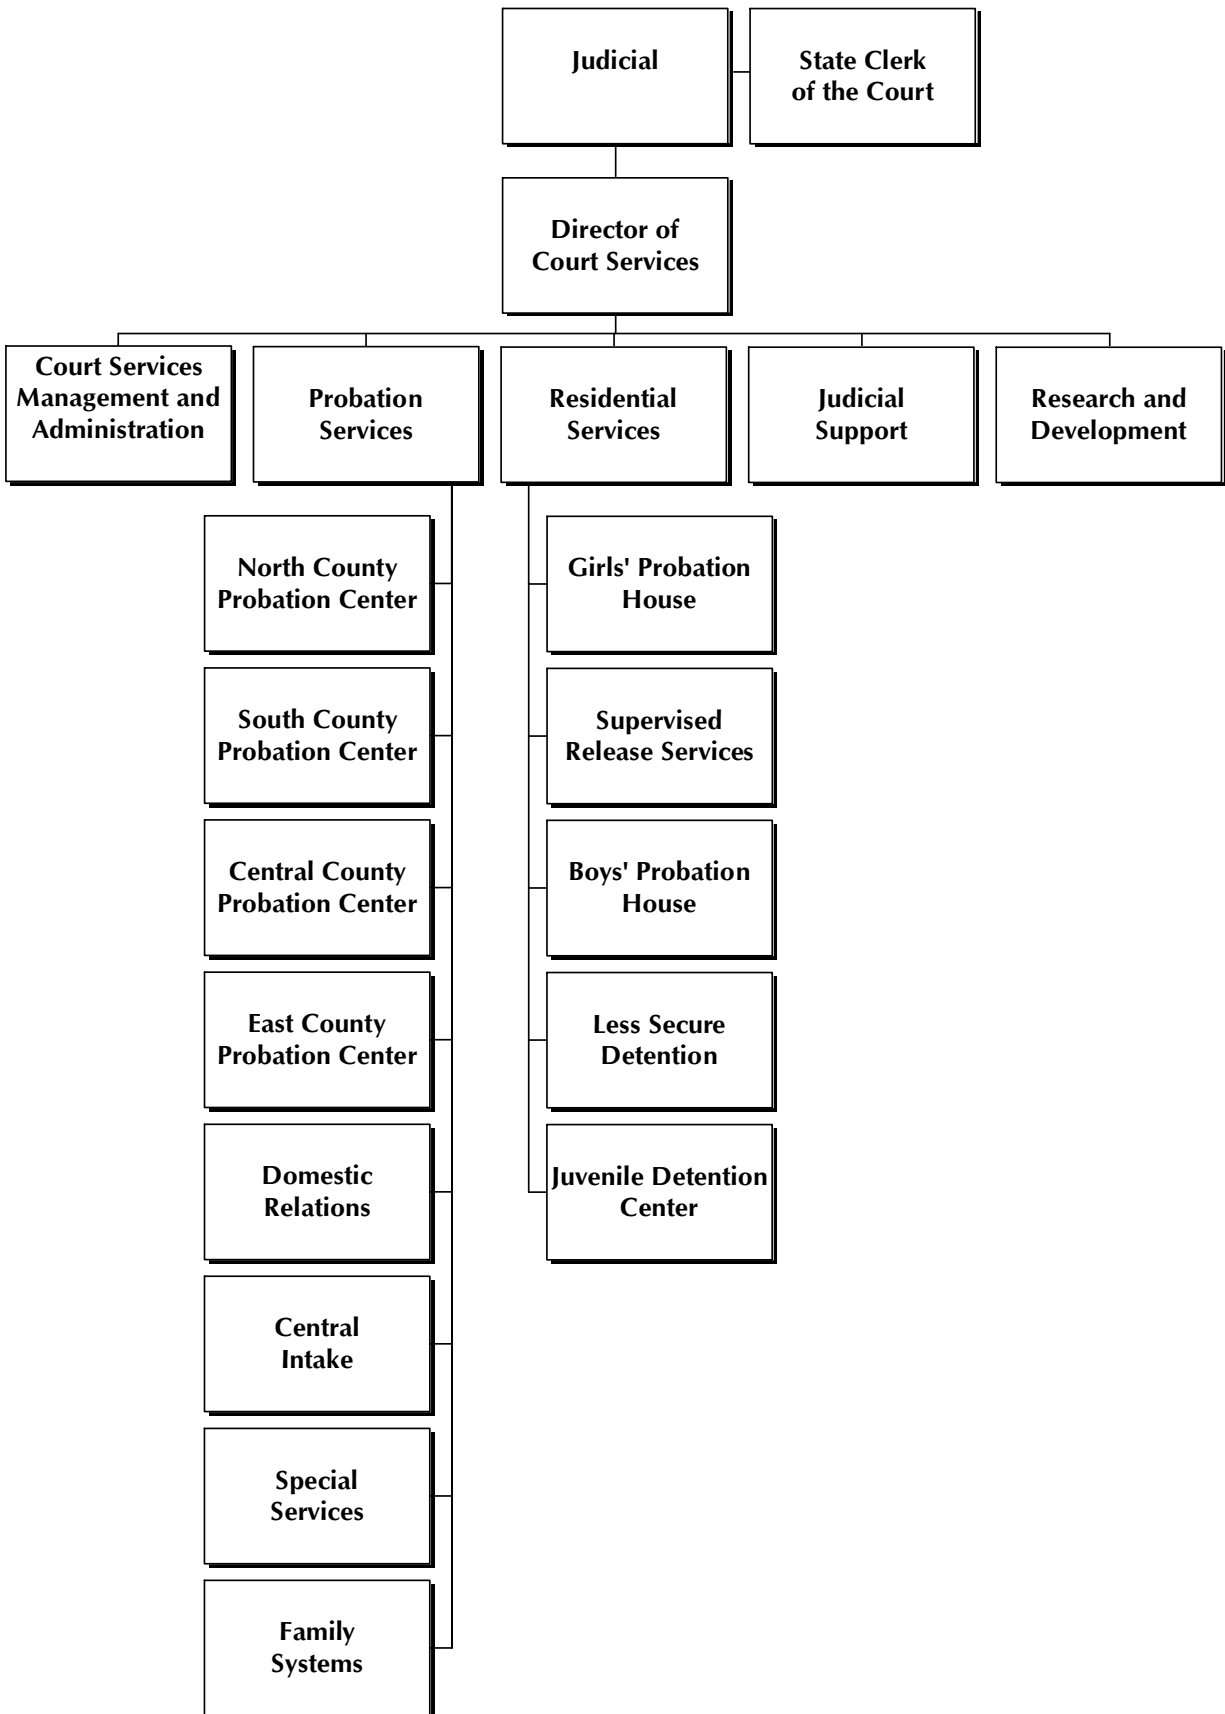 Judicial
State Clerk
of the Court
Director of
Court Services
Court Services
Management and
Administration
Probation
Services
Residential
Services
Judicial
Support
Research and
Development
North County
Probation Center
South County
Probation Center
Central County
Probation Center
East County
Probation Center
Domestic
Relations
Central
Intake
Special
Services
Family
Systems
Girls' Probation
House
Supervised
Release Services
Boys' Probation
House
Less Secure
Detention
Juvenile Detention
Center